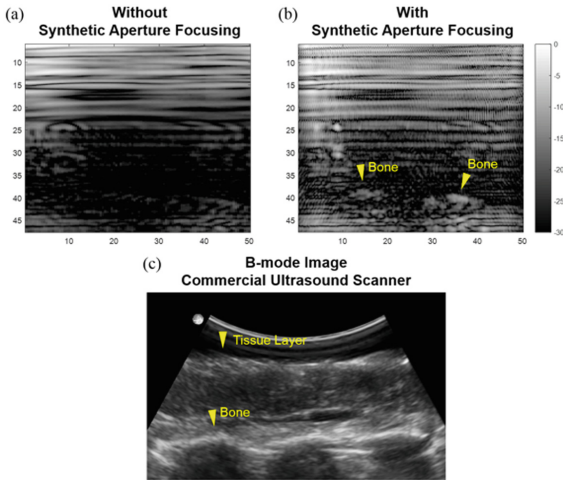 (a)
Without
Synthetic Aperture Focusing
(b)
With
Synthetic Aperture Focusing
10
15
20
25
30
35
40
45
10
20
30
40
50
10
15
20
25
30
35
40
45
Bone
Bone
10
20
30
40
50
0
-5
-10
-15
-20
-25
-30
(c)
B-mode Image
Commercial Ultrasound Scanner
Tissue Layer
Bone